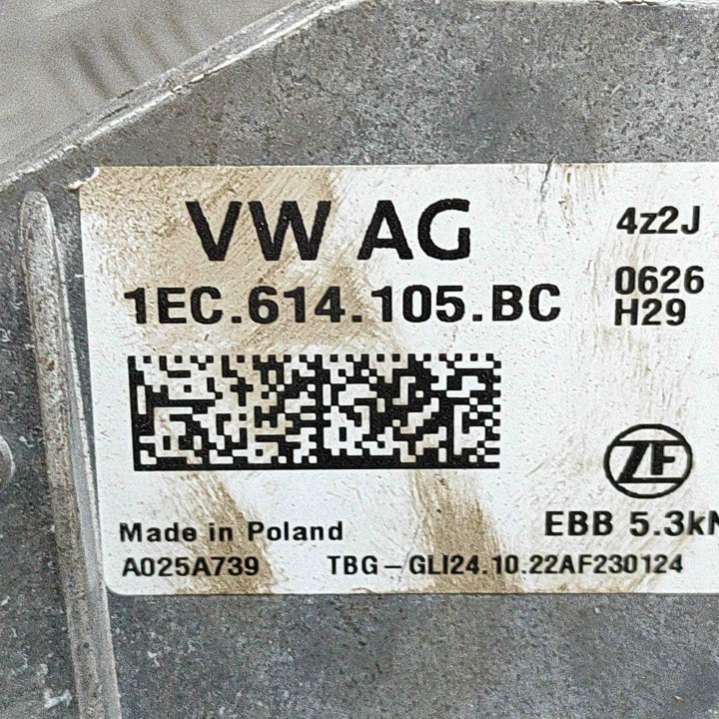 VW AG
1EC.614.105.BC
4z2J
0626
H29
ZF
EBB 5.3kN
Made in Poland
A025A739
TBG-GLI24.10.22AF230124